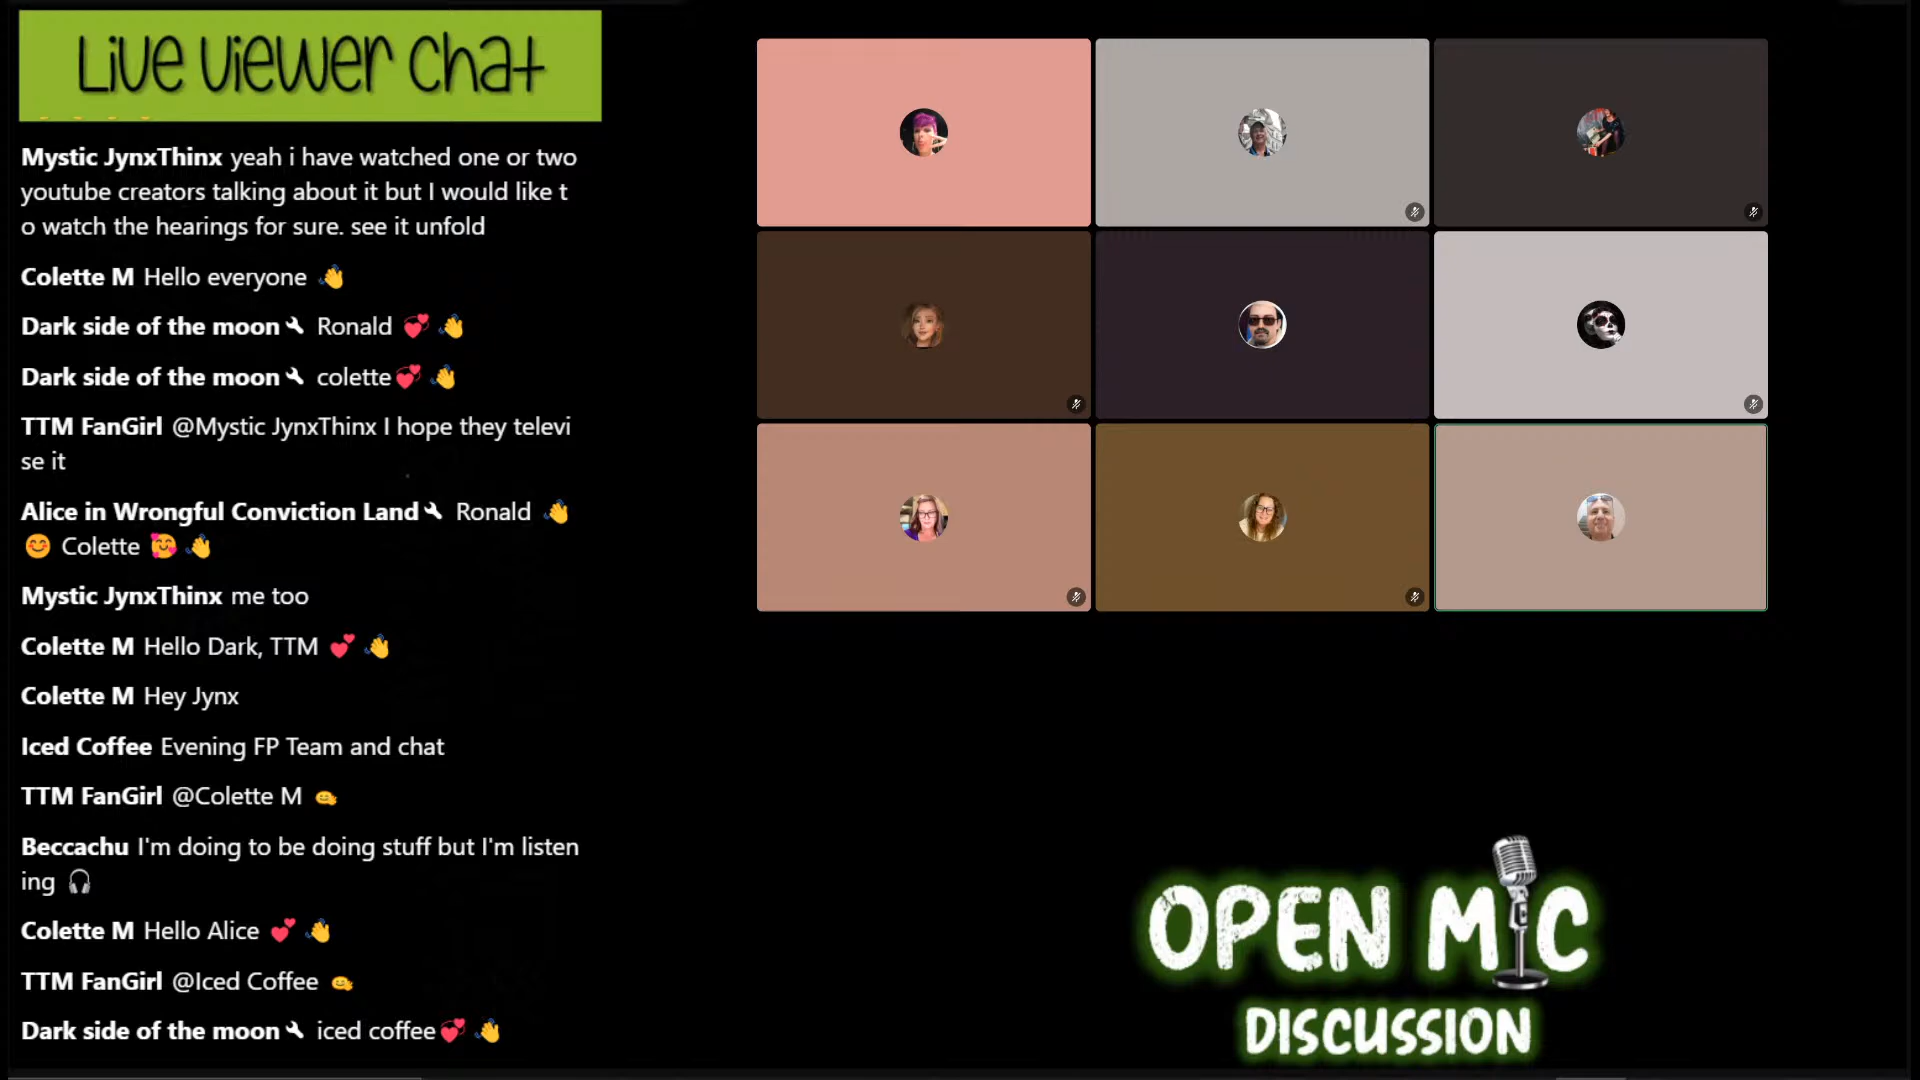 Live Viewer Chat
Mystic JynxThinx yeah i have watched one or two
youtube creators talking about it but I would like t
o watch the hearings for sure. see it unfold
Colette M Hello everyone 👋
Dark side of the moon🔧 Ronald 💞 👋
Dark side of the moon🔧 colette💞 👋
TTM FanGirl @Mystic JynxThinx I hope they televi
se it
Alice in Wrongful Conviction Land🔧 Ronald 👋
😊 Colette 🥰 👋
Mystic JynxThinx me too
Colette M Hello Dark, TTM 💕 👋
Colette M Hey Jynx
Iced Coffee Evening FP Team and chat
TTM FanGirl @Colette M
Beccachu I'm doing to be doing stuff but I'm listen
ing 🎧
Colette M Hello Alice 💕 👋
TTM FanGirl @Iced Coffee
Dark side of the moon🔧 iced coffee💞 👋
OPEN MIC
DISCUSSION